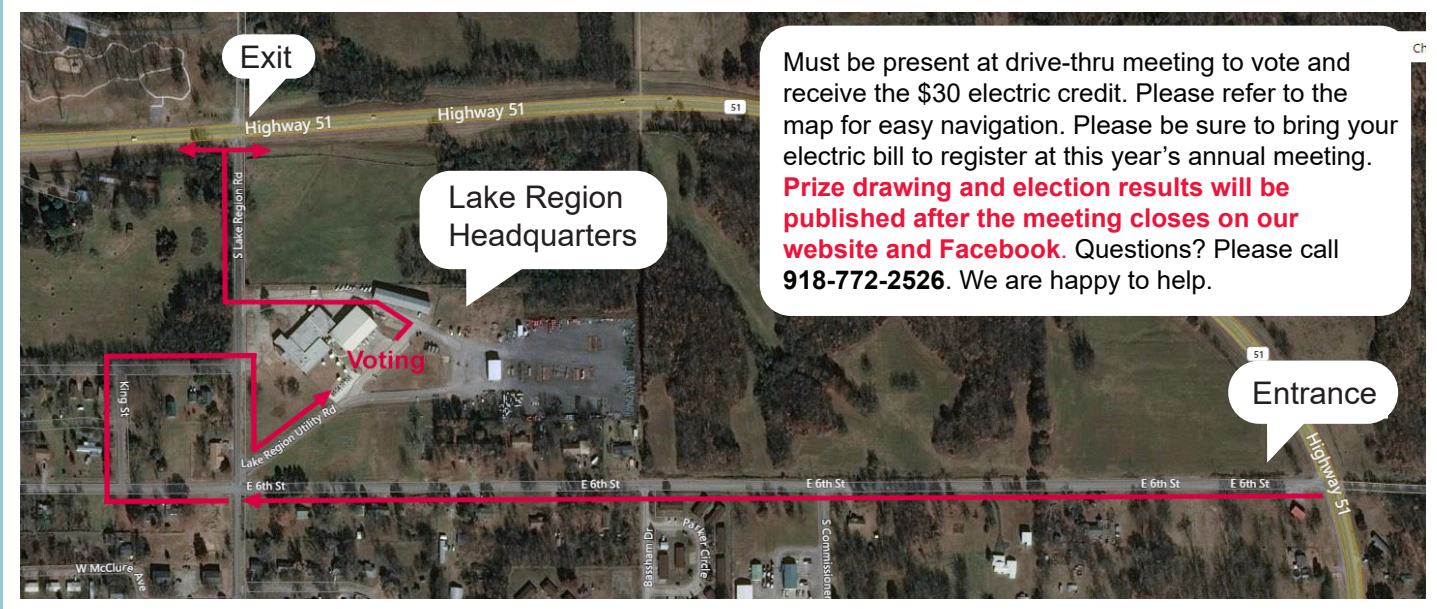 Exit
Highway 51
Highway 51
51
Ch
Must be present at drive-thru meeting to vote and
receive the $30 electric credit. Please refer to the
map for easy navigation. Please be sure to bring your
electric bill to register at this year's annual meeting.
Prize drawing and election results will be
published after the meeting closes on our
website and Facebook. Questions? Please call
918-772-2526. We are happy to help.
S Lake Region Rd
Lake Region
Headquarters
Voting
51
Entrance
King St
Lake Region Utility Rd
Highway 51
E 6th St
E 6th St
E 6th St
E 6th St
E 6th St
W McClure Ave
Bassham Dr
Parker Circle
S Commissioner